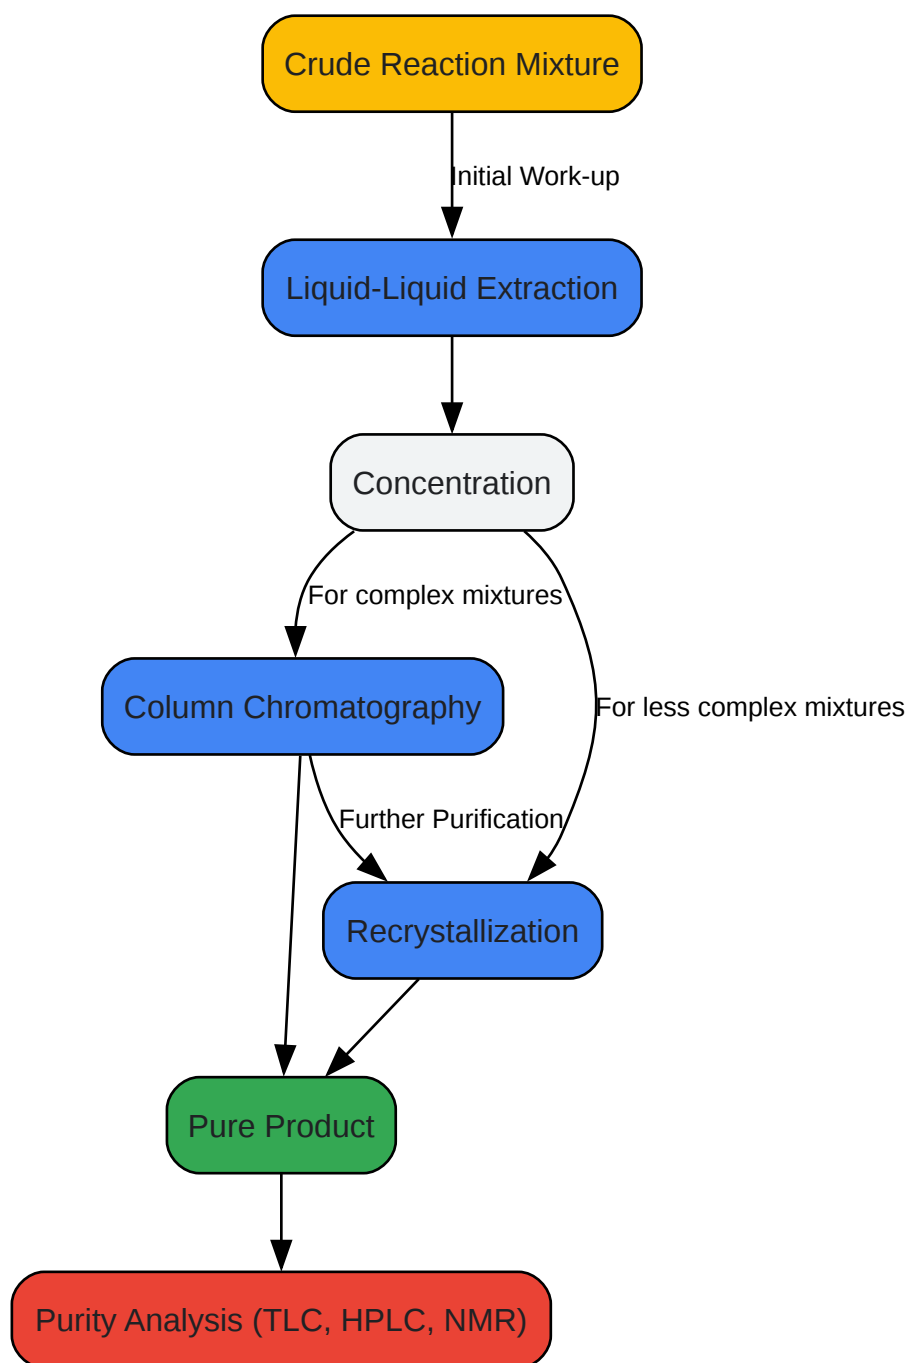 Crude Reaction Mixture
Initial Work-up
Liquid-Liquid Extraction
Concentration
For complex mixtures
Column Chromatography
For less complex mixtures
Further Purification
Recrystallization
Pure Product
Purity Analysis (TLC, HPLC, NMR)